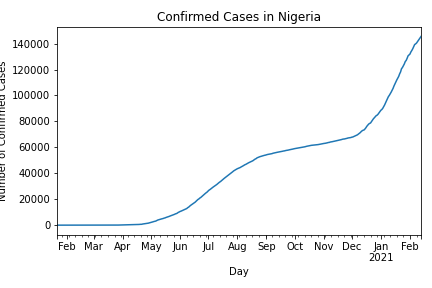 Confirmed Cases in Nigeria
Number of Confirmed Cases
140000
120000
100000
80000
60000
40000
20000
0
Feb Mar Apr May Jun Jul Aug Sep Oct Nov Dec Jan Feb
2021
Day